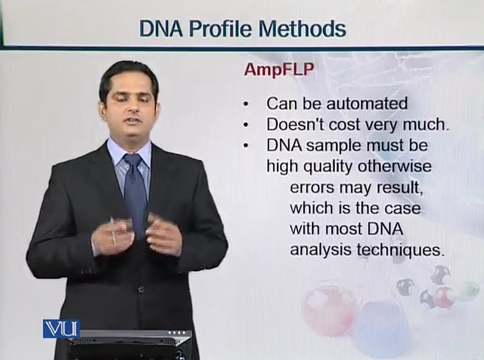 DNA Profile Methods
AmpFLP
• Can be automated
• Doesn't cost very much.
• DNA sample must be
high quality otherwise
errors may result,
which is the case
with most DNA
analysis techniques.
VU